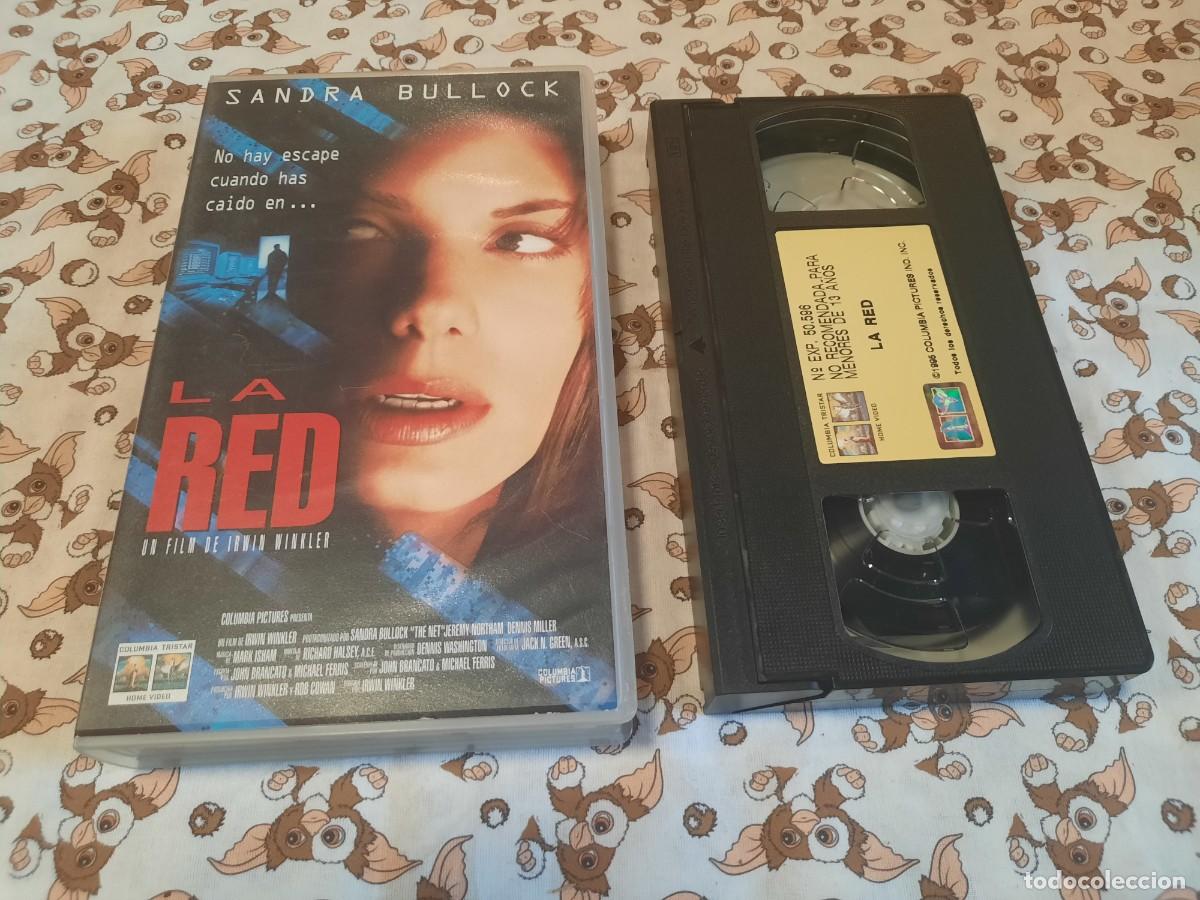 SANDRA BULLOCK
No hay escape
cuando has
caido en...
LA
RED
UN FILM DE IRWIN WINKLER
COLUMBIA PICTURES PRESENTA
UN FILM DE IRWIN WINKLER PROTAGONIZADO POR SANDRA BULLOCK "THE NET" JEREMY NORTHAM DENNIS MILLER
MARK ISHAM RICHARD HALSEY, A.C.E. DENNIS WASHINGTON JACK N. GREEN, A.S.C.
JOHN BRANCATO & MICHAEL FERRIS JOHN BRANCATO & MICHAEL FERRIS
IRWIN WINKLER & ROB COWAN IRWIN WINKLER
COLUMBIA TRISTAR
HOME VIDEO
COLUMBIA
PICTURES
COLUMBIA TRISTAR
HOME VIDEO
Nº EXP. 50.596
NO RECOMENDADA PARA
MENORES DE 13 AÑOS
LA RED
©1995 COLUMBIA PICTURES IND. INC.
Todos los derechos reservados
todocoleccion